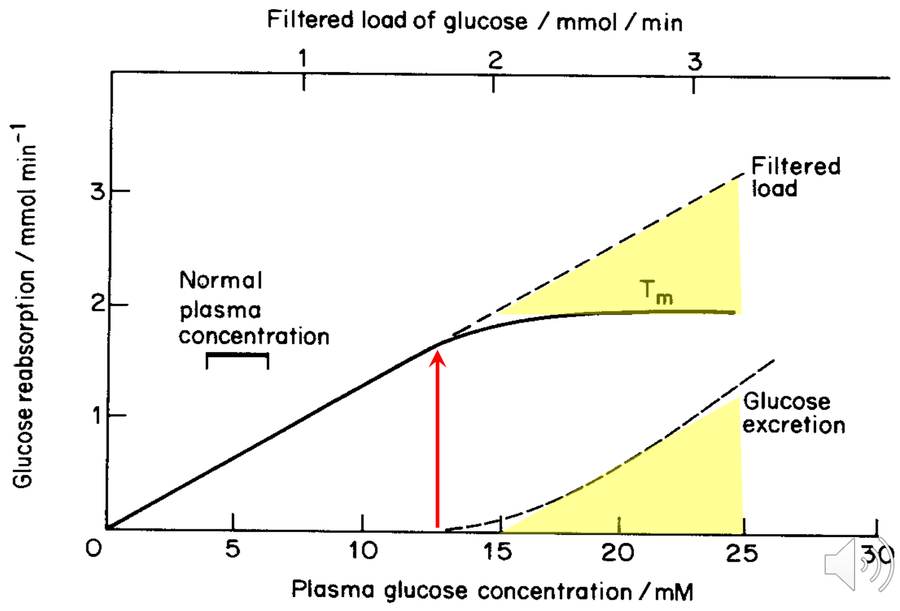 Filtered load of glucose / mmol / min
1 2 3
Glucose reabsorption / mmol min⁻¹
3
2
1
Normal
plasma
concentration
Filtered
load
Tm
Glucose
excretion
0 5 10 15 20 25 30
Plasma glucose concentration / mM